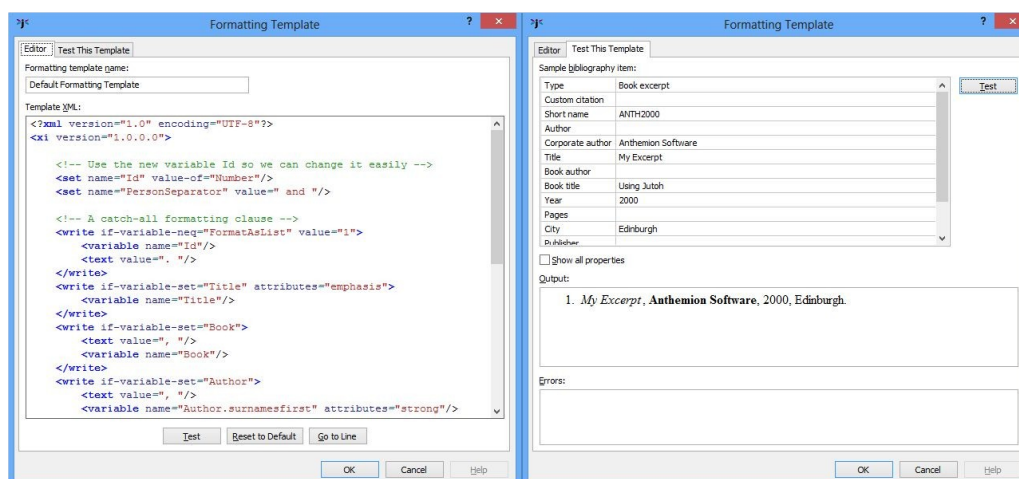 Formatting Template
?
Editor
Test This Template
Formatting template name:
Default Formatting Template
Template XML:
<?xml version="1.0" encoding="UTF-8"?>
<xi version="1.0.0.0">
<!-- Use the new variable Id so we can change it easily -->
<set name="Id" value-of="Number"/>
<set name="PersonSeparator" value=" and "/>
<!-- A catch-all formatting clause -->
<write if-variable-neq="FormatAsList" value="1">
<variable name="Id"/>
<text value=". "/>
</write>
<write if-variable-set="Title" attributes="emphasis">
<variable name="Title"/>
</write>
<write if-variable-set="Book">
<text value=", "/>
<variable name="Book"/>
</write>
<write if-variable-set="Author">
<text value=", "/>
<variable name="Author.surnamesfirst" attributes="strong"/>
Test
Reset to Default
Go to Line
OK
Cancel
Help
Formatting Template
?
Editor
Test This Template
Sample bibliography item:
Type Book excerpt
Custom citation
Short name ANTH2000
Author
Corporate author Anthemion Software
Title My Excerpt
Book author
Book title Using Jutoh
Year 2000
Pages
City Edinburgh
Publisher
Test
Show all properties
Output:
1. My Excerpt, Anthemion Software, 2000, Edinburgh.
Errors:
OK
Cancel
Help